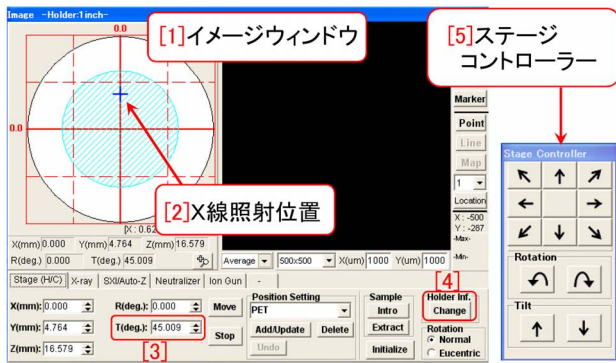 Image -Holder:1inch-
0.0
[1]イメージウィンドウ
[5]ステージ
コントローラー
0.0
[2]X線照射位置
X : 0.62
Marker
Point
Line
Map
1
Location
X : -500
Y : -287
-Max-
-Min-
X(mm) 0.000 Y(mm) 4.764 Z(mm) 16.579
R(deg.) 0.000 T(deg.) 45.009
Average 500x500 X(um) 1000 Y(um) 1000
Stage (H/C) X-ray SXI/Auto-Z Neutralizer Ion Gun -
[4]
X(mm): 0.000 R(deg.): 0.000 Move
Y(mm): 4.764 T(deg.): 45.009 Stop
Z(mm): 16.579
[3]
Position Setting
PET
Add/Update Delete
Undo
Sample
Intro
Extract
Initialize
Holder Inf.
Change
Rotation
Normal
Eucentric
Stage Controller
Rotation
Tilt